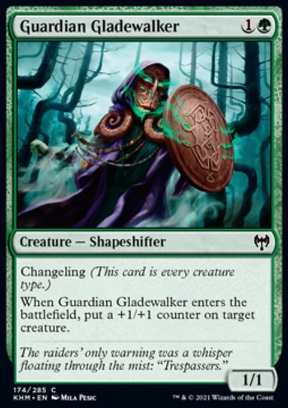 Guardian Gladewalker 1
Creature — Shapeshifter
Changeling (This card is every creature
type.)
When Guardian Gladewalker enters the
battlefield, put a +1/+1 counter on target
creature.
The raiders' only warning was a whisper
floating through the mist: "Trespassers."
1/1
174/285 C
KHM • EN MILA PESIC
™ & © 2021 Wizards of the Coast